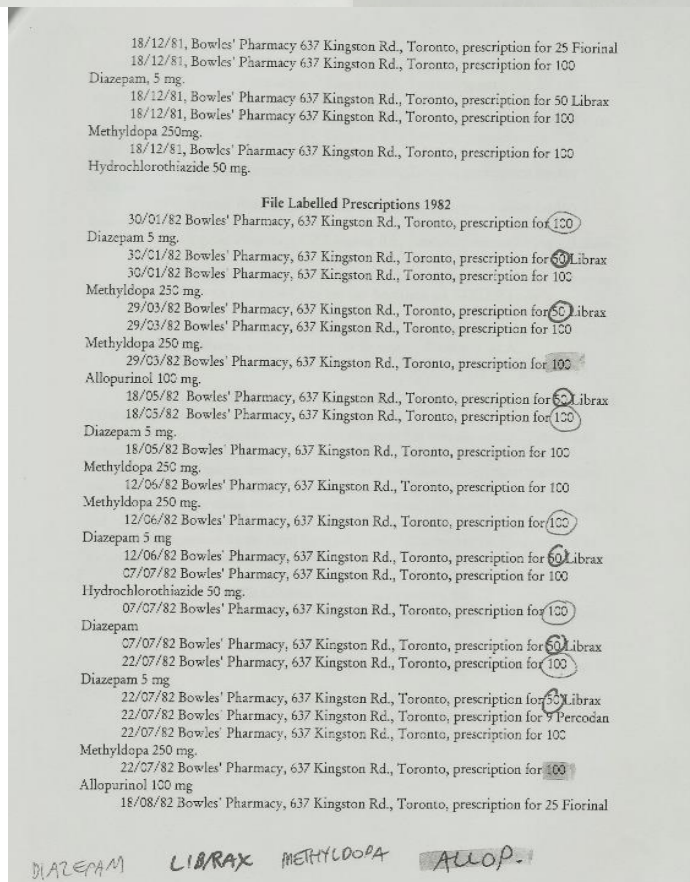 18/12/81, Bowles' Pharmacy 637 Kingston Rd., Toronto, prescription for 25 Fiorinal
18/12/81, Bowles' Pharmacy 637 Kingston Rd., Toronto, prescription for 100
Diazepam, 5 mg.
18/12/81, Bowles' Pharmacy 637 Kingston Rd., Toronto, prescription for 50 Librax
18/12/81, Bowles' Pharmacy 637 Kingston Rd., Toronto, prescription for 100
Methyldopa 250mg.
18/12/81, Bowles' Pharmacy 637 Kingston Rd., Toronto, prescription for 100
Hydrochlorothiazide 50 mg.
File Labelled Prescriptions 1982
30/01/82 Bowles' Pharmacy, 637 Kingston Rd., Toronto, prescription for 100
Diazepam 5 mg.
30/01/82 Bowles' Pharmacy, 637 Kingston Rd., Toronto, prescription for 50 Librax
30/01/82 Bowles' Pharmacy, 637 Kingston Rd., Toronto, prescription for 100
Methyldopa 250 mg.
29/03/82 Bowles' Pharmacy, 637 Kingston Rd., Toronto, prescription for 50 Librax
29/03/82 Bowles' Pharmacy, 637 Kingston Rd., Toronto, prescription for 100
Methyldopa 250 mg.
29/03/82 Bowles' Pharmacy, 637 Kingston Rd., Toronto, prescription for 100
Allopurinol 100 mg.
18/05/82 Bowles' Pharmacy, 637 Kingston Rd., Toronto, prescription for 50 Librax
18/05/82 Bowles' Pharmacy, 637 Kingston Rd., Toronto, prescription for 100
Diazepam 5 mg.
18/05/82 Bowles' Pharmacy, 637 Kingston Rd., Toronto, prescription for 100
Methyldopa 250 mg.
12/06/82 Bowles' Pharmacy, 637 Kingston Rd., Toronto, prescription for 100
Methyldopa 250 mg.
12/06/82 Bowles' Pharmacy, 637 Kingston Rd., Toronto, prescription for 100
Diazepam 5 mg
12/06/82 Bowles' Pharmacy, 637 Kingston Rd., Toronto, prescription for 50 Librax
07/07/82 Bowles' Pharmacy, 637 Kingston Rd., Toronto, prescription for 100
Hydrochlorothiazide 50 mg.
07/07/82 Bowles' Pharmacy, 637 Kingston Rd., Toronto, prescription for 100
Diazepam
07/07/82 Bowles' Pharmacy, 637 Kingston Rd., Toronto, prescription for 50 Librax
22/07/82 Bowles' Pharmacy, 637 Kingston Rd., Toronto, prescription for 100
Diazepam 5 mg
22/07/82 Bowles' Pharmacy, 637 Kingston Rd., Toronto, prescription for 50 Librax
22/07/82 Bowles' Pharmacy, 637 Kingston Rd., Toronto, prescription for 9 Percodan
22/07/82 Bowles' Pharmacy, 637 Kingston Rd., Toronto, prescription for 100
Methyldopa 250 mg.
22/07/82 Bowles' Pharmacy, 637 Kingston Rd., Toronto, prescription for 100
Allopurinol 100 mg
18/08/82 Bowles' Pharmacy, 637 Kingston Rd., Toronto, prescription for 25 Fiorinal
DIAZEPAM LIBRAX METHYLDOPA ALLOP.